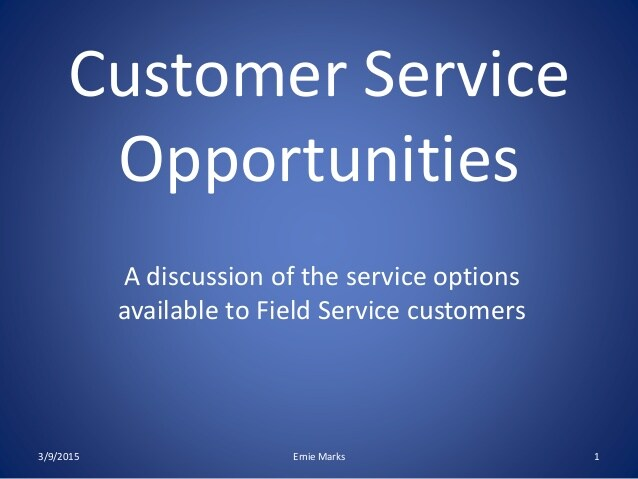 Customer Service
Opportunities
A discussion of the service options
available to Field Service customers
3/9/2015
Ernie Marks
1